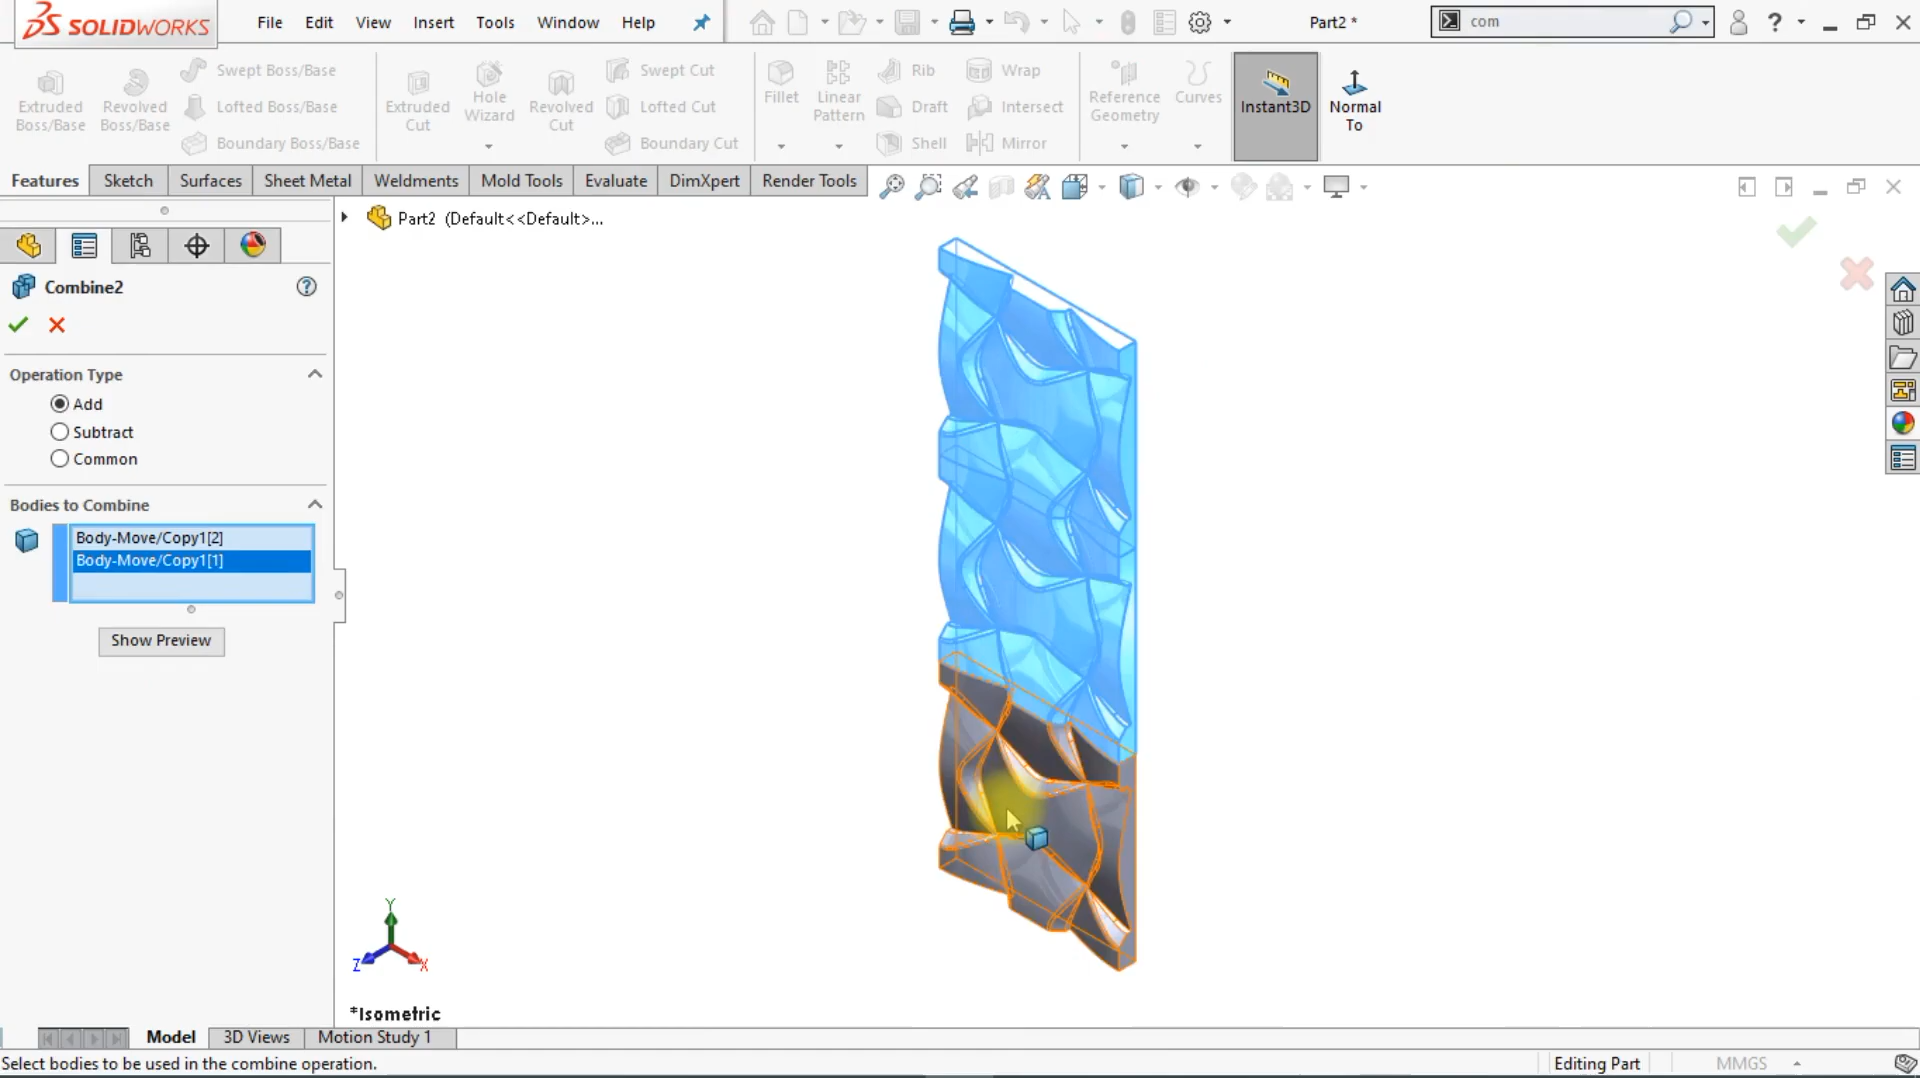 SOLIDWORKS
File Edit View Insert Tools Window Help
Part2 *
com
Extruded Boss/Base
Revolved Boss/Base
Swept Boss/Base
Lofted Boss/Base
Boundary Boss/Base
Extruded Cut
Hole Wizard
Revolved Cut
Swept Cut
Lofted Cut
Boundary Cut
Fillet
Linear Pattern
Rib
Draft
Shell
Wrap
Intersect
Mirror
Reference Geometry
Curves
Instant3D
Normal To
Features Sketch Surfaces Sheet Metal Weldments Mold Tools Evaluate DimXpert Render Tools
Part2 (Default<<Default>...
Combine2
Operation Type
Add
Subtract
Common
Bodies to Combine
Body-Move/Copy1[2]
Body-Move/Copy1[1]
Show Preview
Y
Z
X
*Isometric
Model 3D Views Motion Study 1
Select bodies to be used in the combine operation.
Editing Part
MMGS